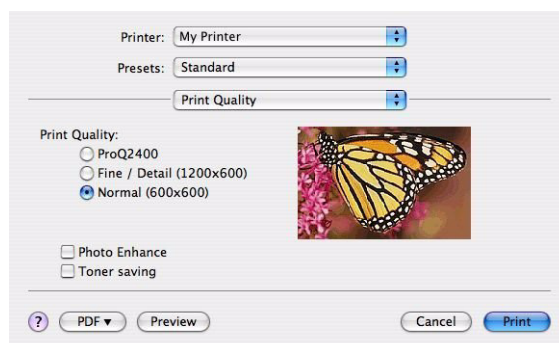 Printer: My Printer
Presets: Standard
Print Quality
Print Quality:
ProQ2400
Fine / Detail (1200x600)
Normal (600x600)
Photo Enhance
Toner saving
? PDF ▼ Preview Cancel Print